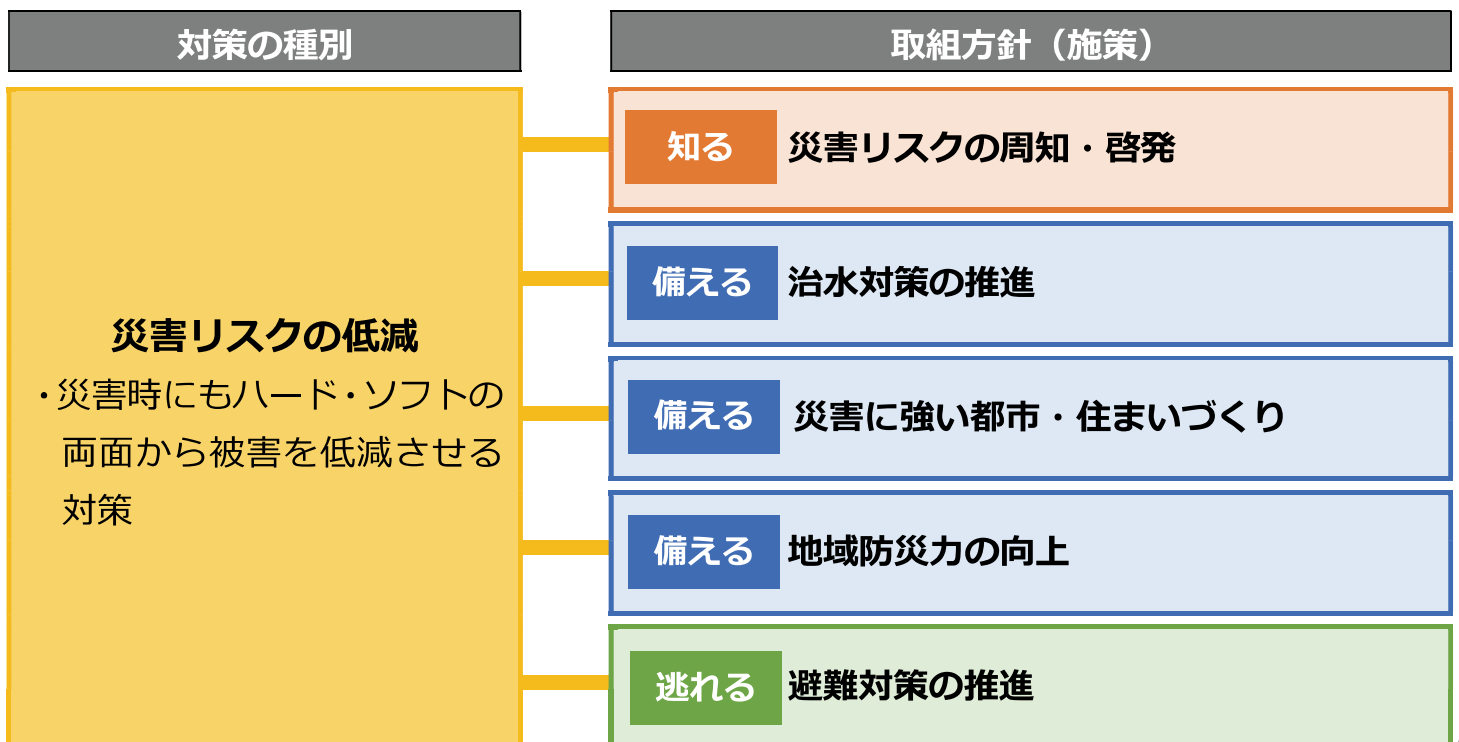 対策の種別
取組方針（施策）
災害リスクの低減
・災害時にもハード・ソフトの
両面から被害を低減させる
対策
知る 災害リスクの周知・啓発
備える 治水対策の推進
備える 災害に強い都市・住まいづくり
備える 地域防災力の向上
逃れる 避難対策の推進